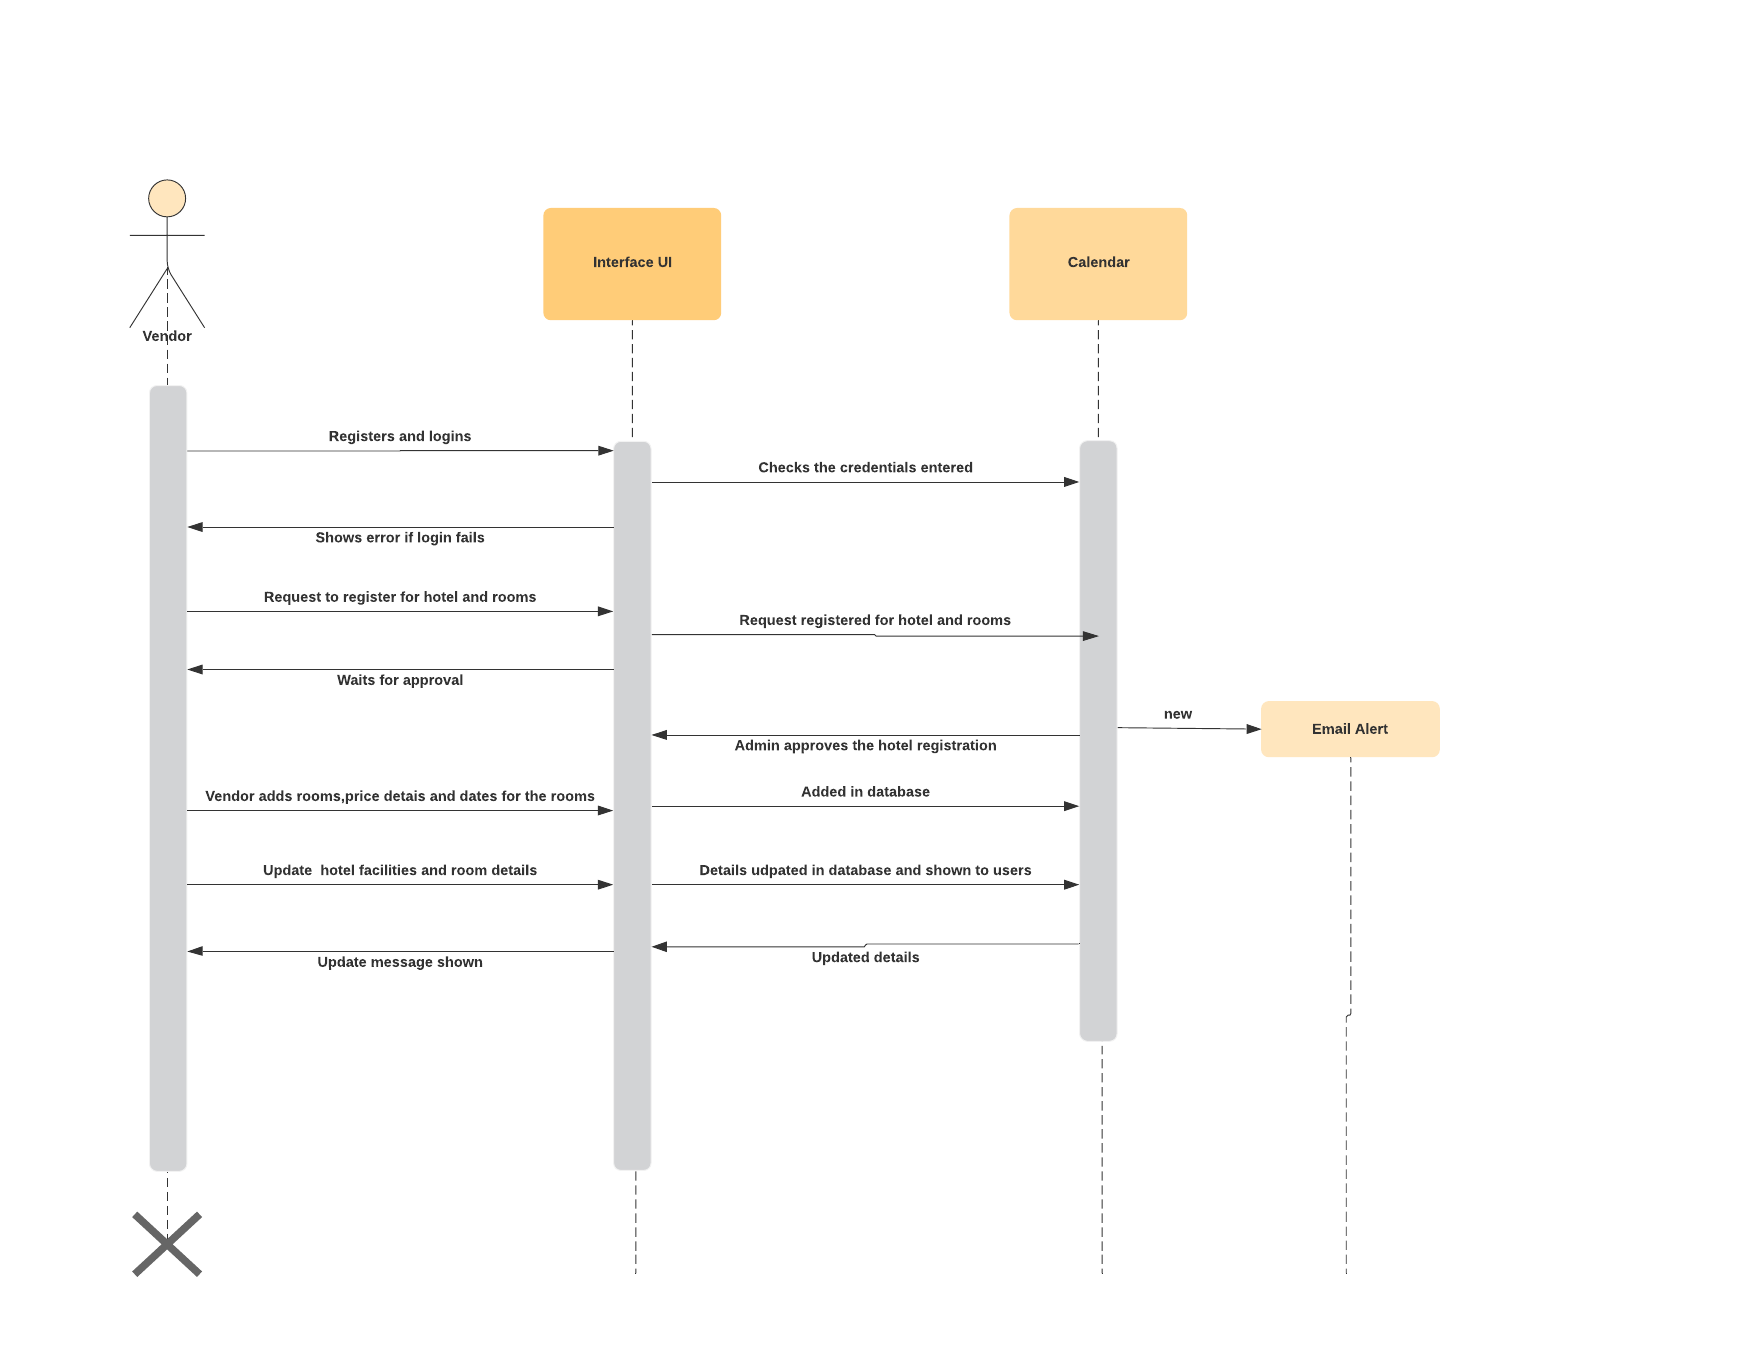 Interface UI
Calendar
Vendor
Registers and logins
Checks the credentials entered
Shows error if login fails
Request to register for hotel and rooms
Request registered for hotel and rooms
Waits for approval
new
Email Alert
Admin approves the hotel registration
Vendor adds rooms,price detais and dates for the rooms
Added in database
Update  hotel facilities and room details
Details udpated in database and shown to users
Updated details
Update message shown